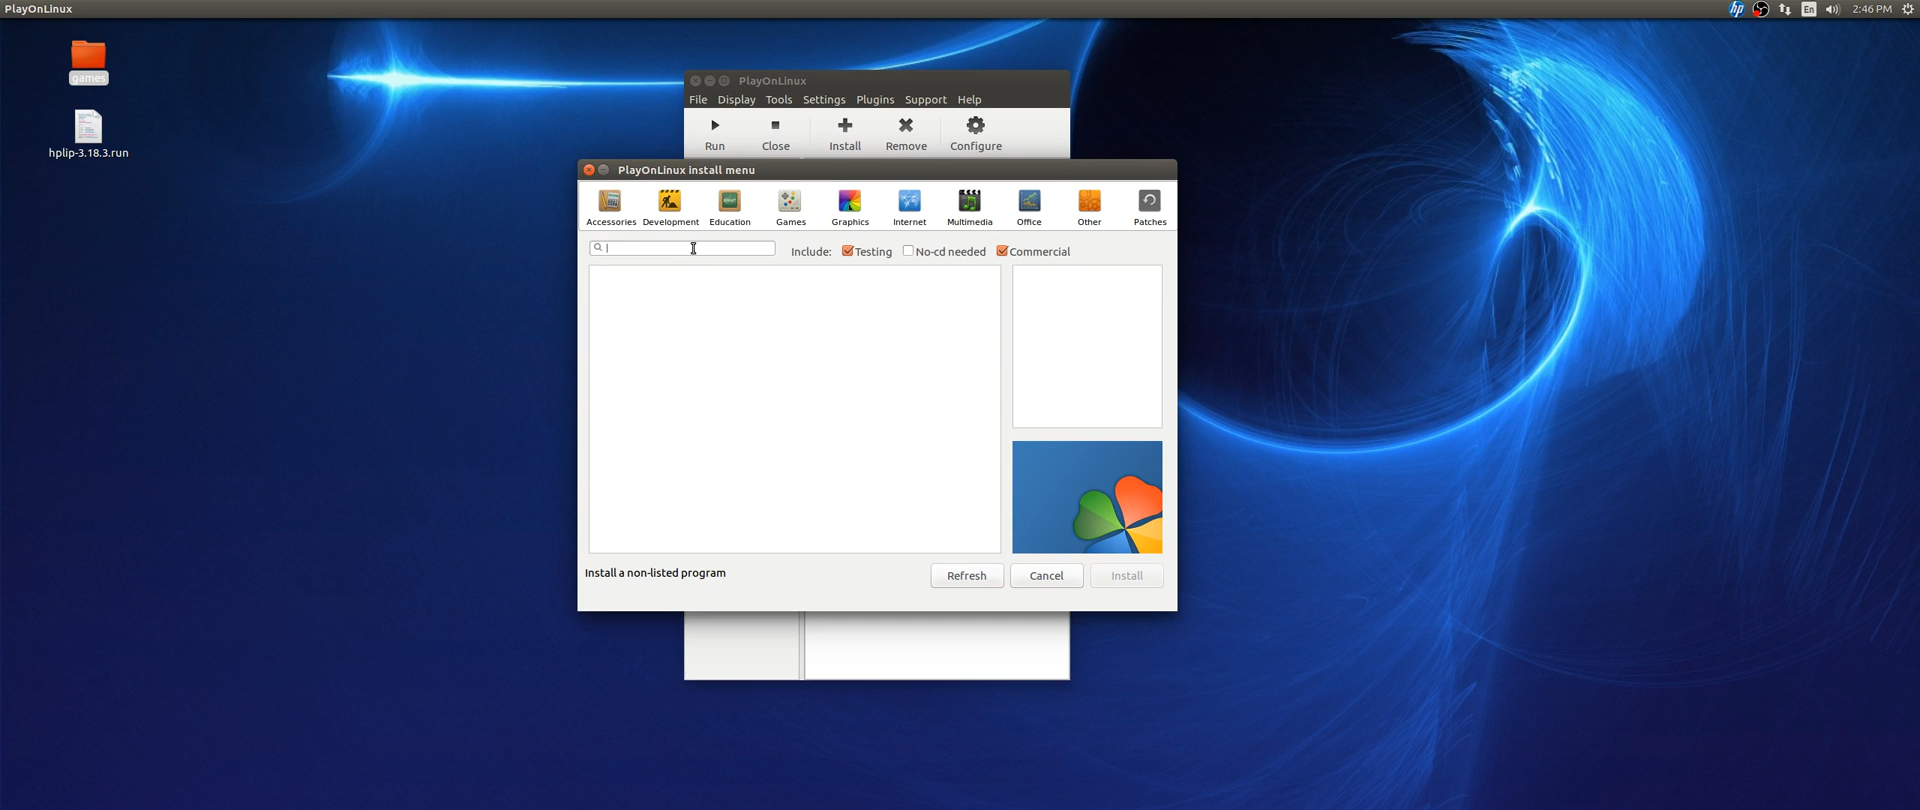 PlayOnLinux
hp
En
2:46 PM
games
hplip-3.18.3.run
PlayOnLinux
File Display Tools Settings Plugins Support Help
Run Close Install Remove Configure
PlayOnLinux install menu
Accessories Development Education Games Graphics Internet Multimedia Office Other Patches
Include: Testing No-cd needed Commercial
Install a non-listed program
Refresh Cancel Install